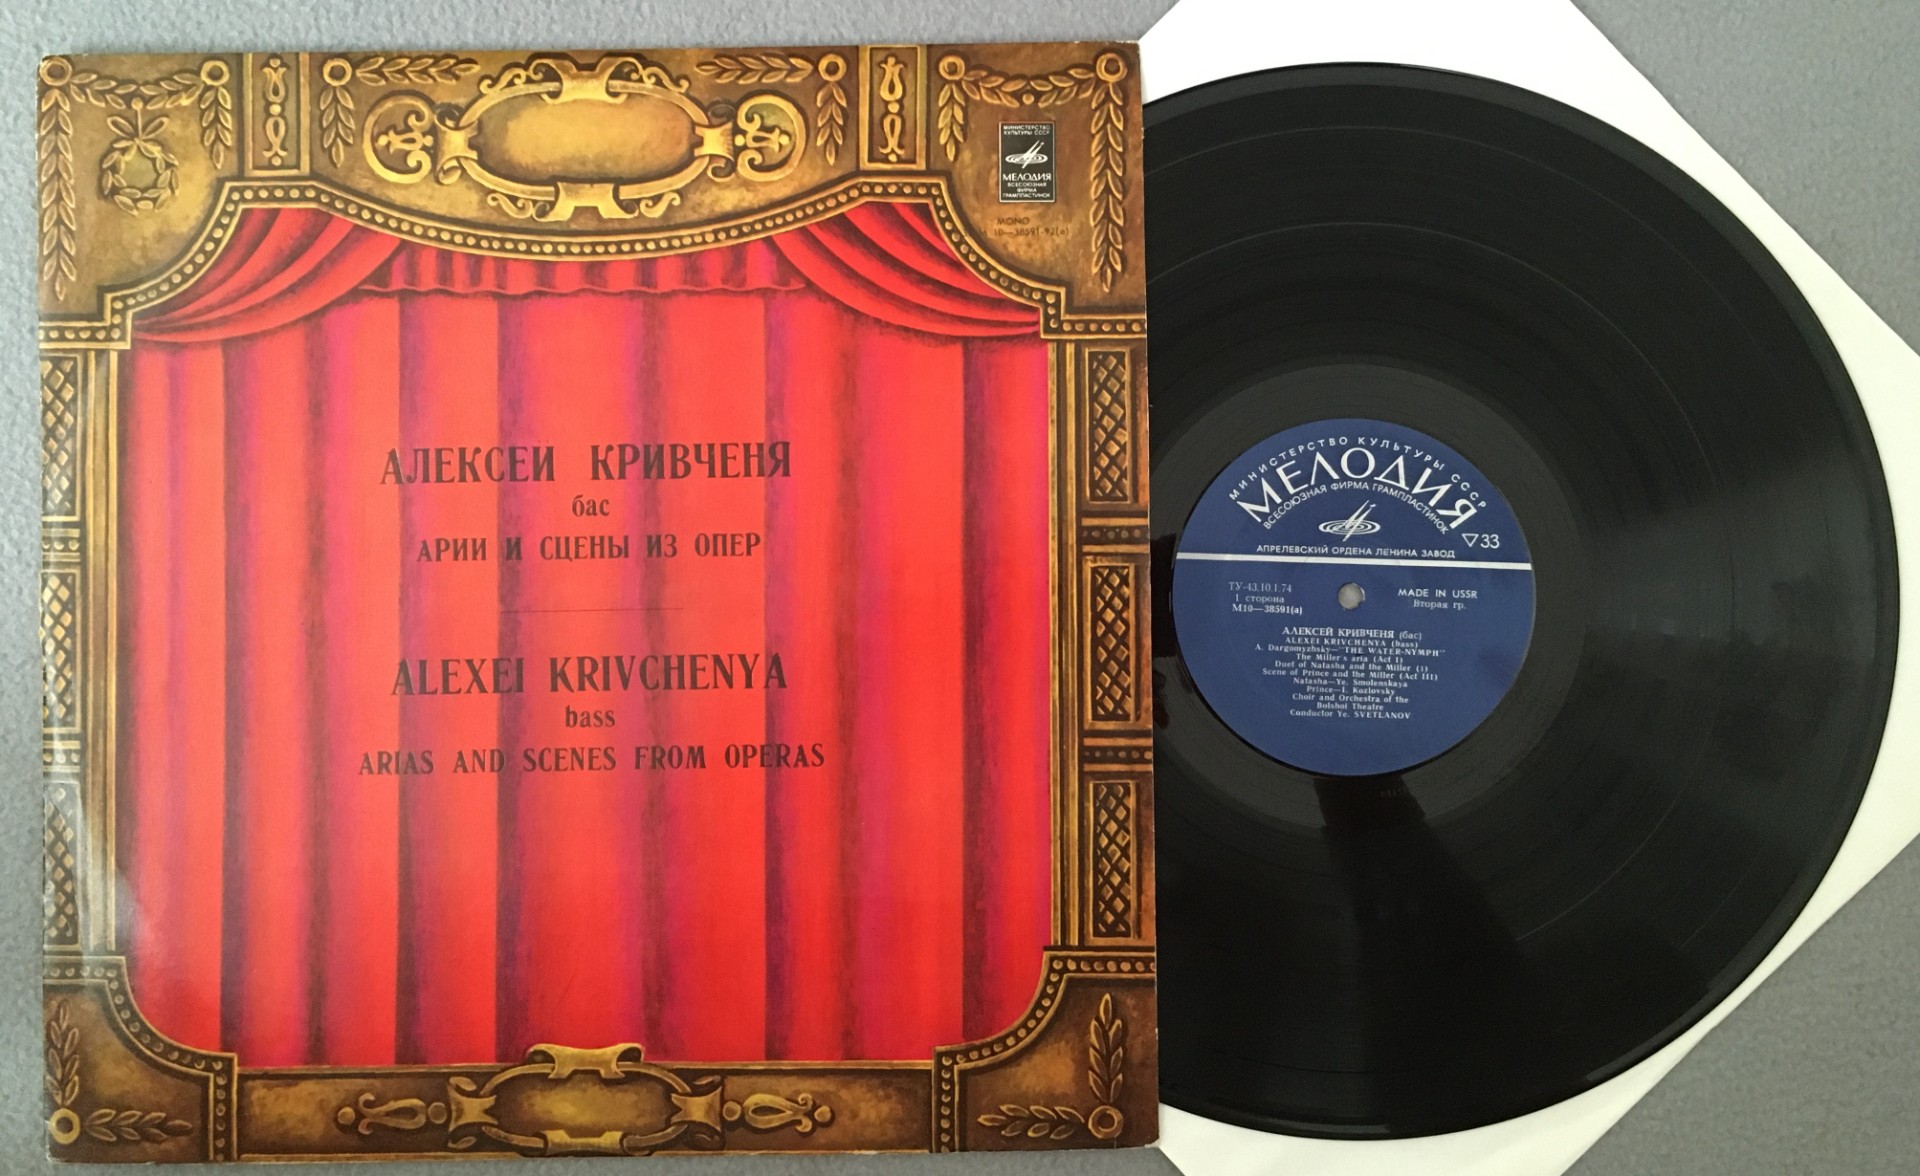 МИНИСТЕРСТВО
КУЛЬТУРЫ СССР
МЕЛОДИЯ
ВСЕСОЮЗНАЯ
ФИРМА
ГРАМПЛАСТИНОК
MONO
М 10—38591-92(а)
АЛЕКСЕЙ КРИВЧЕНЯ
бас
АРИИ И СЦЕНЫ ИЗ ОПЕР
ALEXEI KRIVCHENYA
bass
ARIAS AND SCENES FROM OPERAS
МИНИСТЕРСТВО КУЛЬТУРЫ СССР
МЕЛОДИЯ
ВСЕСОЮЗНАЯ ФИРМА ГРАМПЛАСТИНОК
▽33
АПРЕЛЕВСКИЙ ОРДЕНА ЛЕНИНА ЗАВОД
ТУ-43.10.1.74
1 сторона
М10—38591(а)
MADE IN USSR
Вторая гр.
АЛЕКСЕЙ КРИВЧЕНЯ (бас)
ALEXEI KRIVCHENYA (bass)
A. Dargomyzhsky—"THE WATER-NYMPH"
The Miller's aria (Act I)
Duet of Natasha and the Miller (1)
Scene of Prince and the Miller (Act III)
Natasha—Ye. Smolenskaya
Prince—I. Kozlovsky
Choir and Orchestra of the
Bolshoi Theatre
Conductor Ye. SVETLANOV